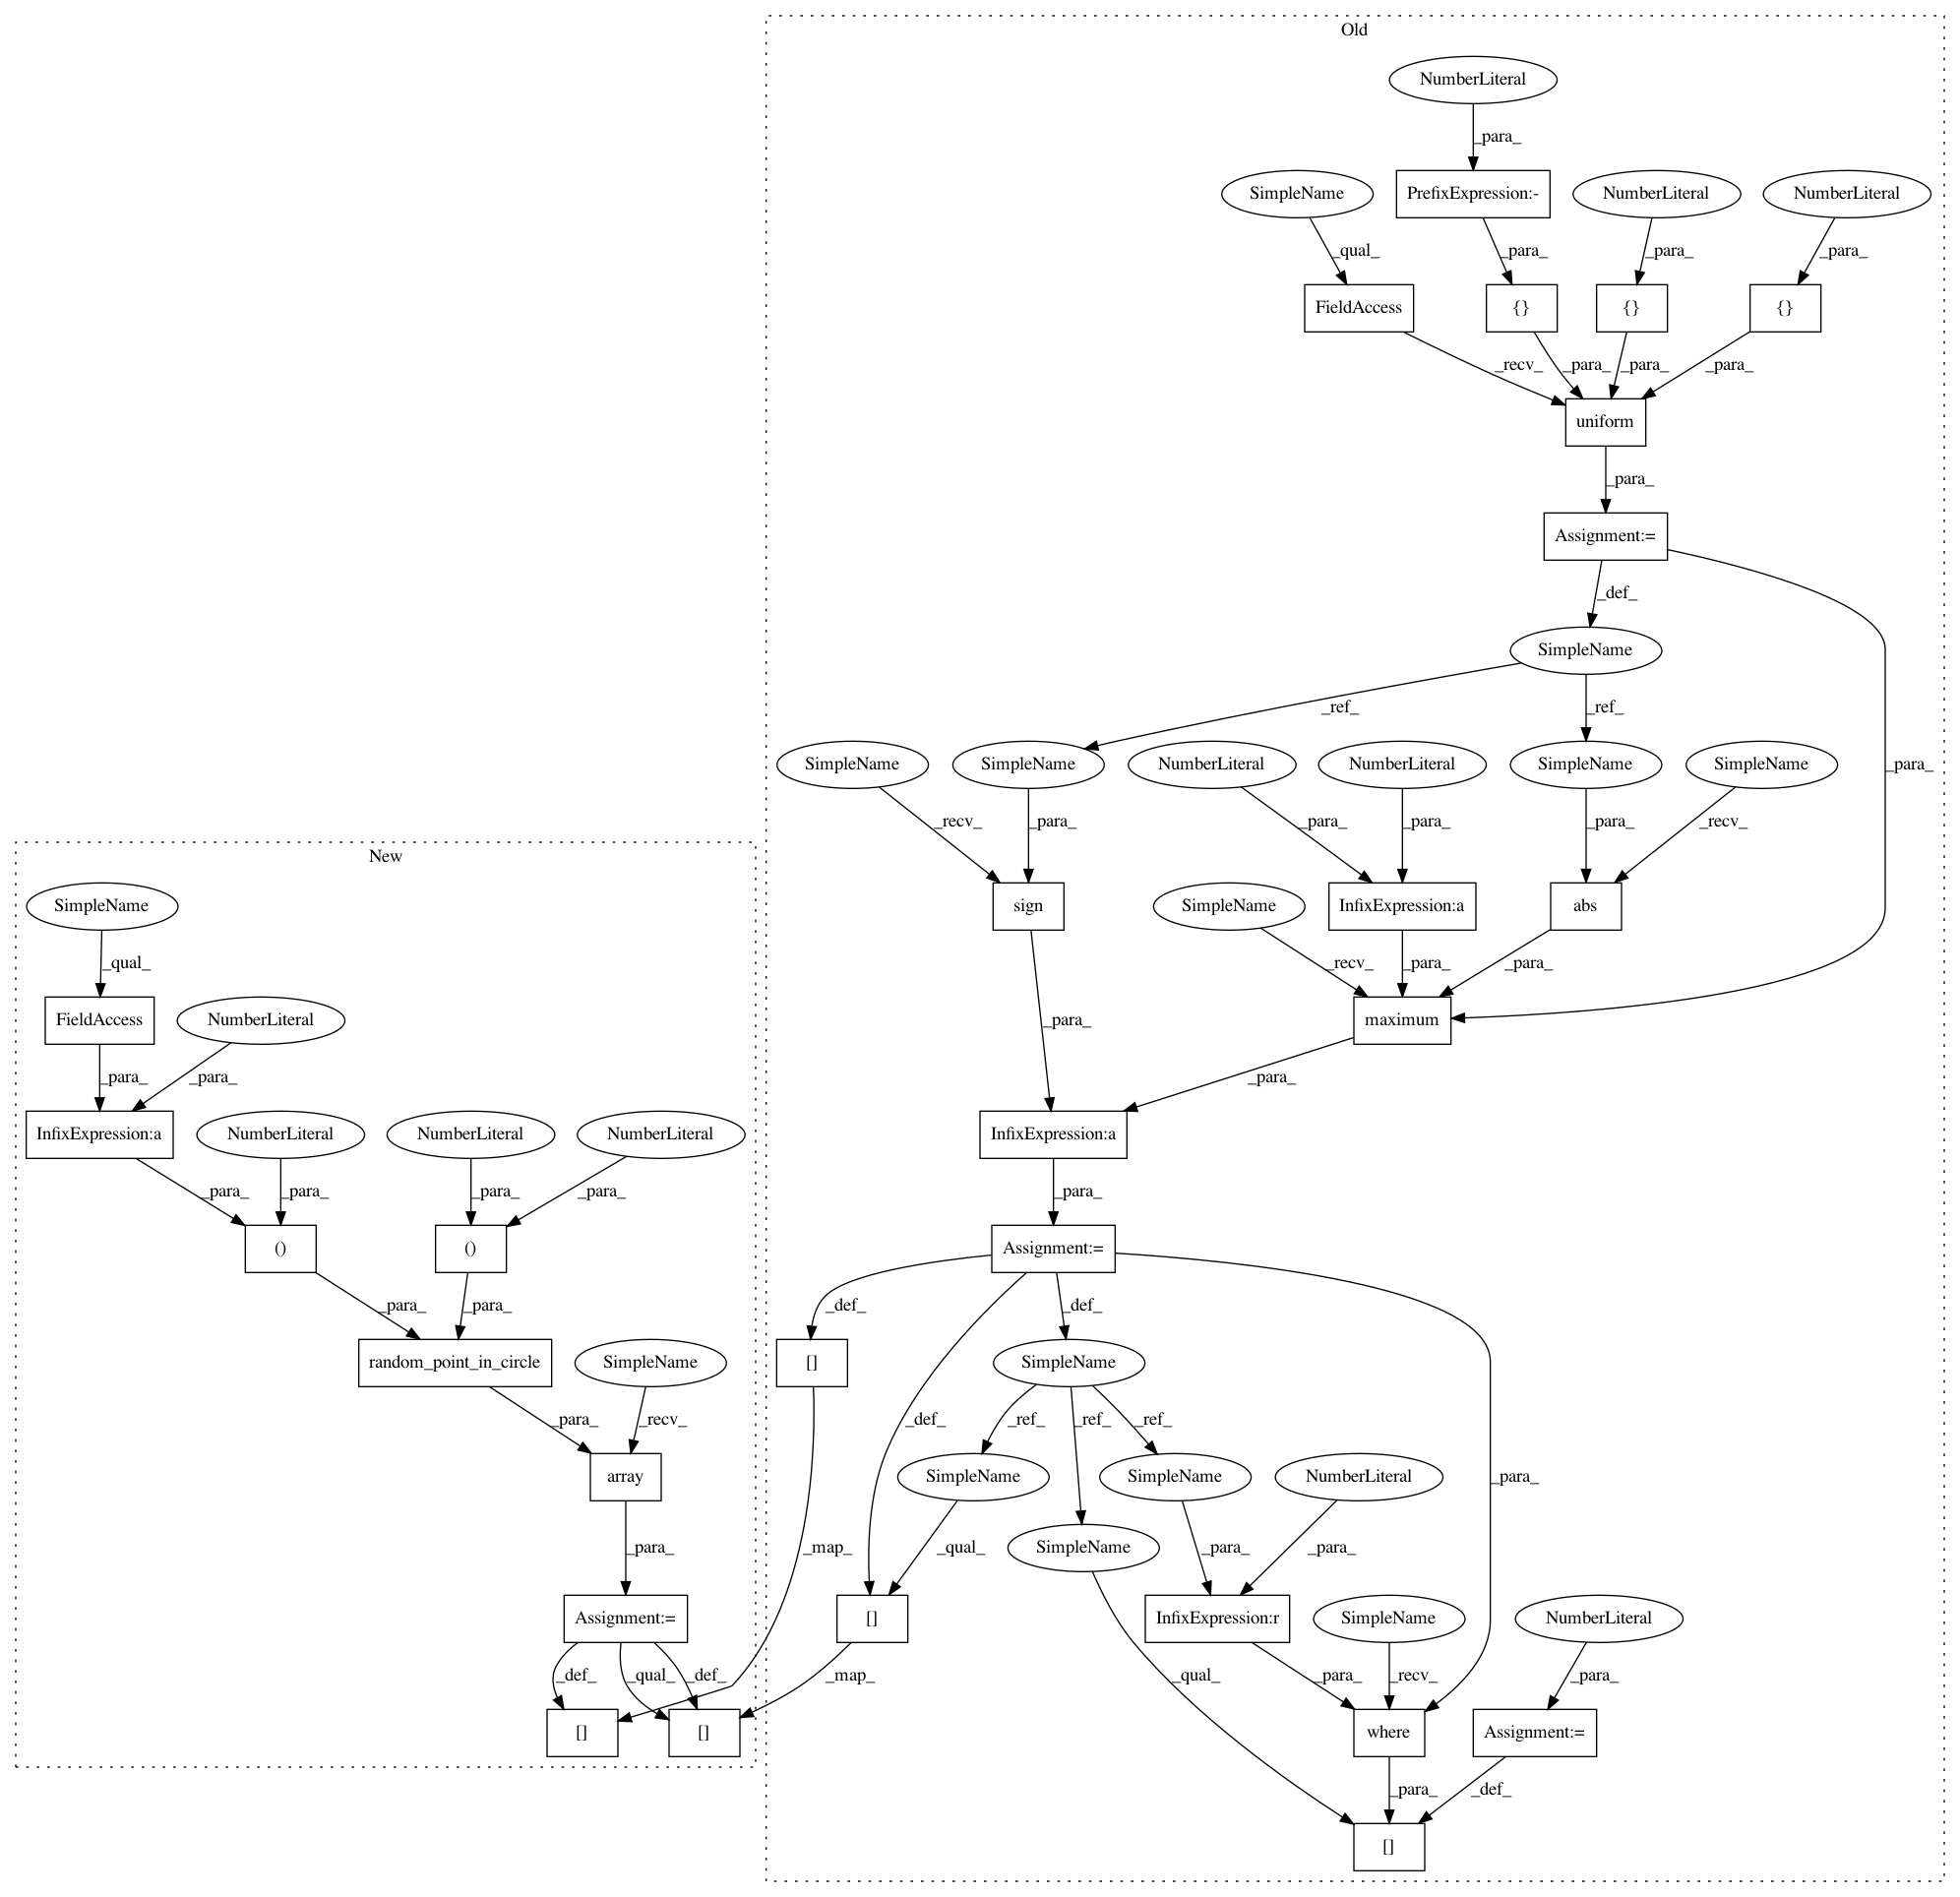 Old
NumberLiteral
_para_
SimpleName
PrefixExpression:-
NumberLiteral
NumberLiteral
_qual_
_para_
_para_
_para_
FieldAccess
{}
{}
{}
_recv_
_para_
_para_
_para_
uniform
_para_
Assignment:=
_def_
SimpleName
_ref_
_ref_
SimpleName
SimpleName
NumberLiteral
NumberLiteral
SimpleName
SimpleName
_para_
_recv_
_para_
_para_
_para_
_para_
_recv_
New
SimpleName
sign
SimpleName
InfixExpression:a
abs
_qual_
_recv_
_para_
_para_
FieldAccess
NumberLiteral
_para_
maximum
_para_
_para_
_para_
InfixExpression:a
NumberLiteral
NumberLiteral
NumberLiteral
InfixExpression:a
_para_
_para_
_para_
_para_
_para_
()
()
Assignment:=
_para_
_para_
_def_
_def_
random_point_in_circle
SimpleName
[]
SimpleName
_para_
_recv_
_def_
_ref_
_ref_
_ref_
array
SimpleName
SimpleName
NumberLiteral
_para_
_para_
_map_
_qual_
SimpleName
_para_
_para_
Assignment:=
[]
InfixExpression:r
SimpleName
NumberLiteral
_def_
_qual_
_def_
_map_
_qual_
_para_
_recv_
_para_
[]
[]
where
Assignment:=
_para_
_def_
[]